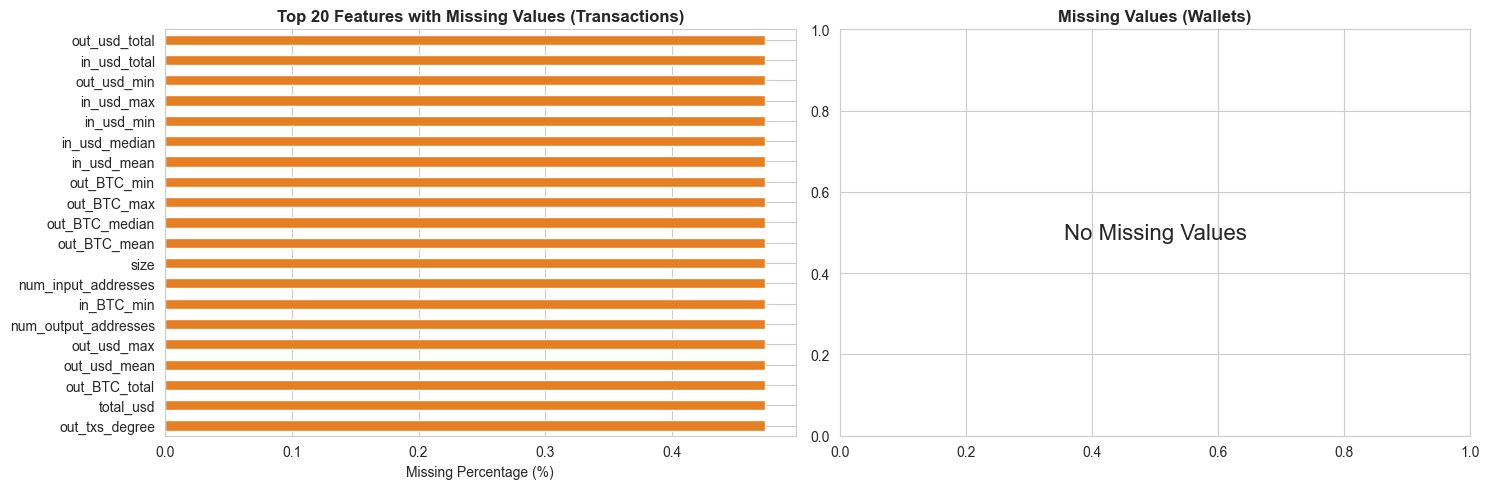 Top 20 Features with Missing Values (Transactions)
out_usd_total
in_usd_total
out_usd_min
in_usd_max
in_usd_min
in_usd_median
in_usd_mean
out_BTC_min
out_BTC_max
out_BTC_median
out_BTC_mean
size
num_input_addresses
in_BTC_min
num_output_addresses
out_usd_max
out_usd_mean
out_BTC_total
total_usd
out_txs_degree
0.0 0.1 0.2 0.3 0.4
Missing Percentage (%)
Missing Values (Wallets)
1.0
0.8
0.6
No Missing Values
0.4
0.2
0.0
0.0 0.2 0.4 0.6 0.8 1.0